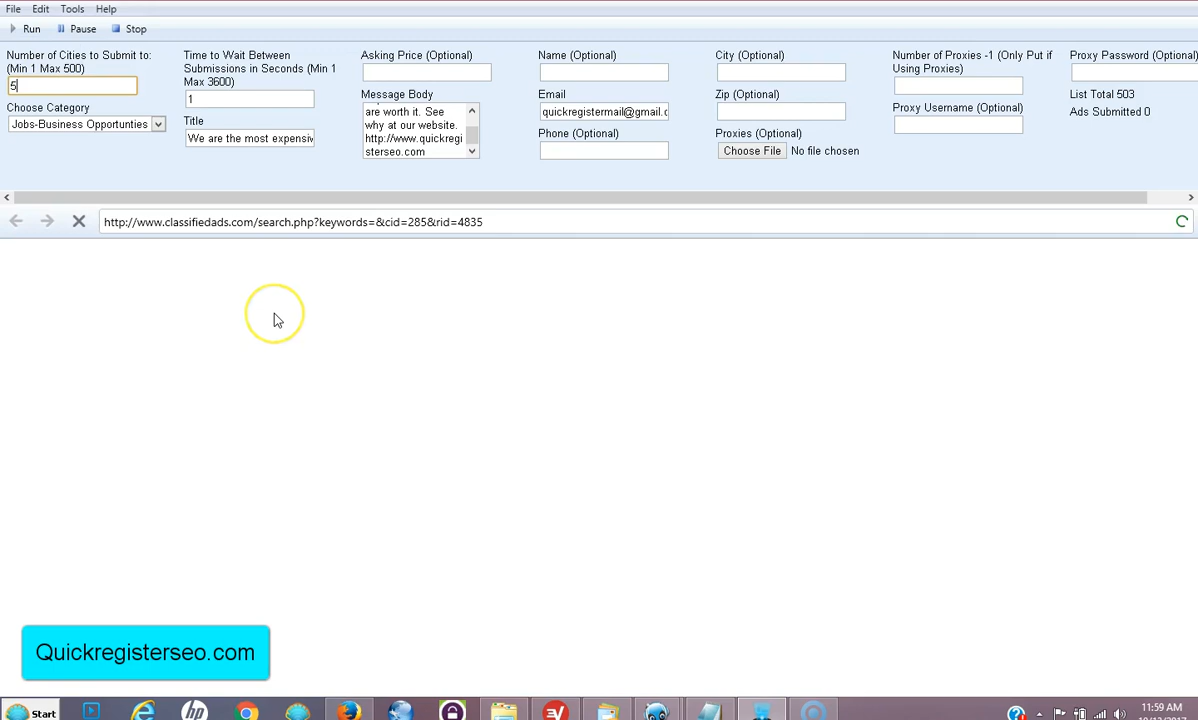 File Edit Tools Help
Run Pause Stop
Number of Cities to Submit to:
(Min 1 Max 500)
5
Choose Category
Jobs-Business Opportunties
Time to Wait Between
Submissions in Seconds (Min 1
Max 3600)
1
Title
We are the most expensiv
Asking Price (Optional)
Message Body
are worth it. See
why at our website.
http://www.quickregi
sterseo.com
Name (Optional)
Email
quickregistermail@gmail.c
Phone (Optional)
City (Optional)
Zip (Optional)
Proxies (Optional)
Choose File No file chosen
Number of Proxies -1 (Only Put if
Using Proxies)
Proxy Username (Optional)
Proxy Password (Optional)
List Total 503
Ads Submitted 0
http://www.classifiedads.com/search.php?keywords=&cid=285&rid=4835
Quickregisterseo.com
Start
11:59 AM